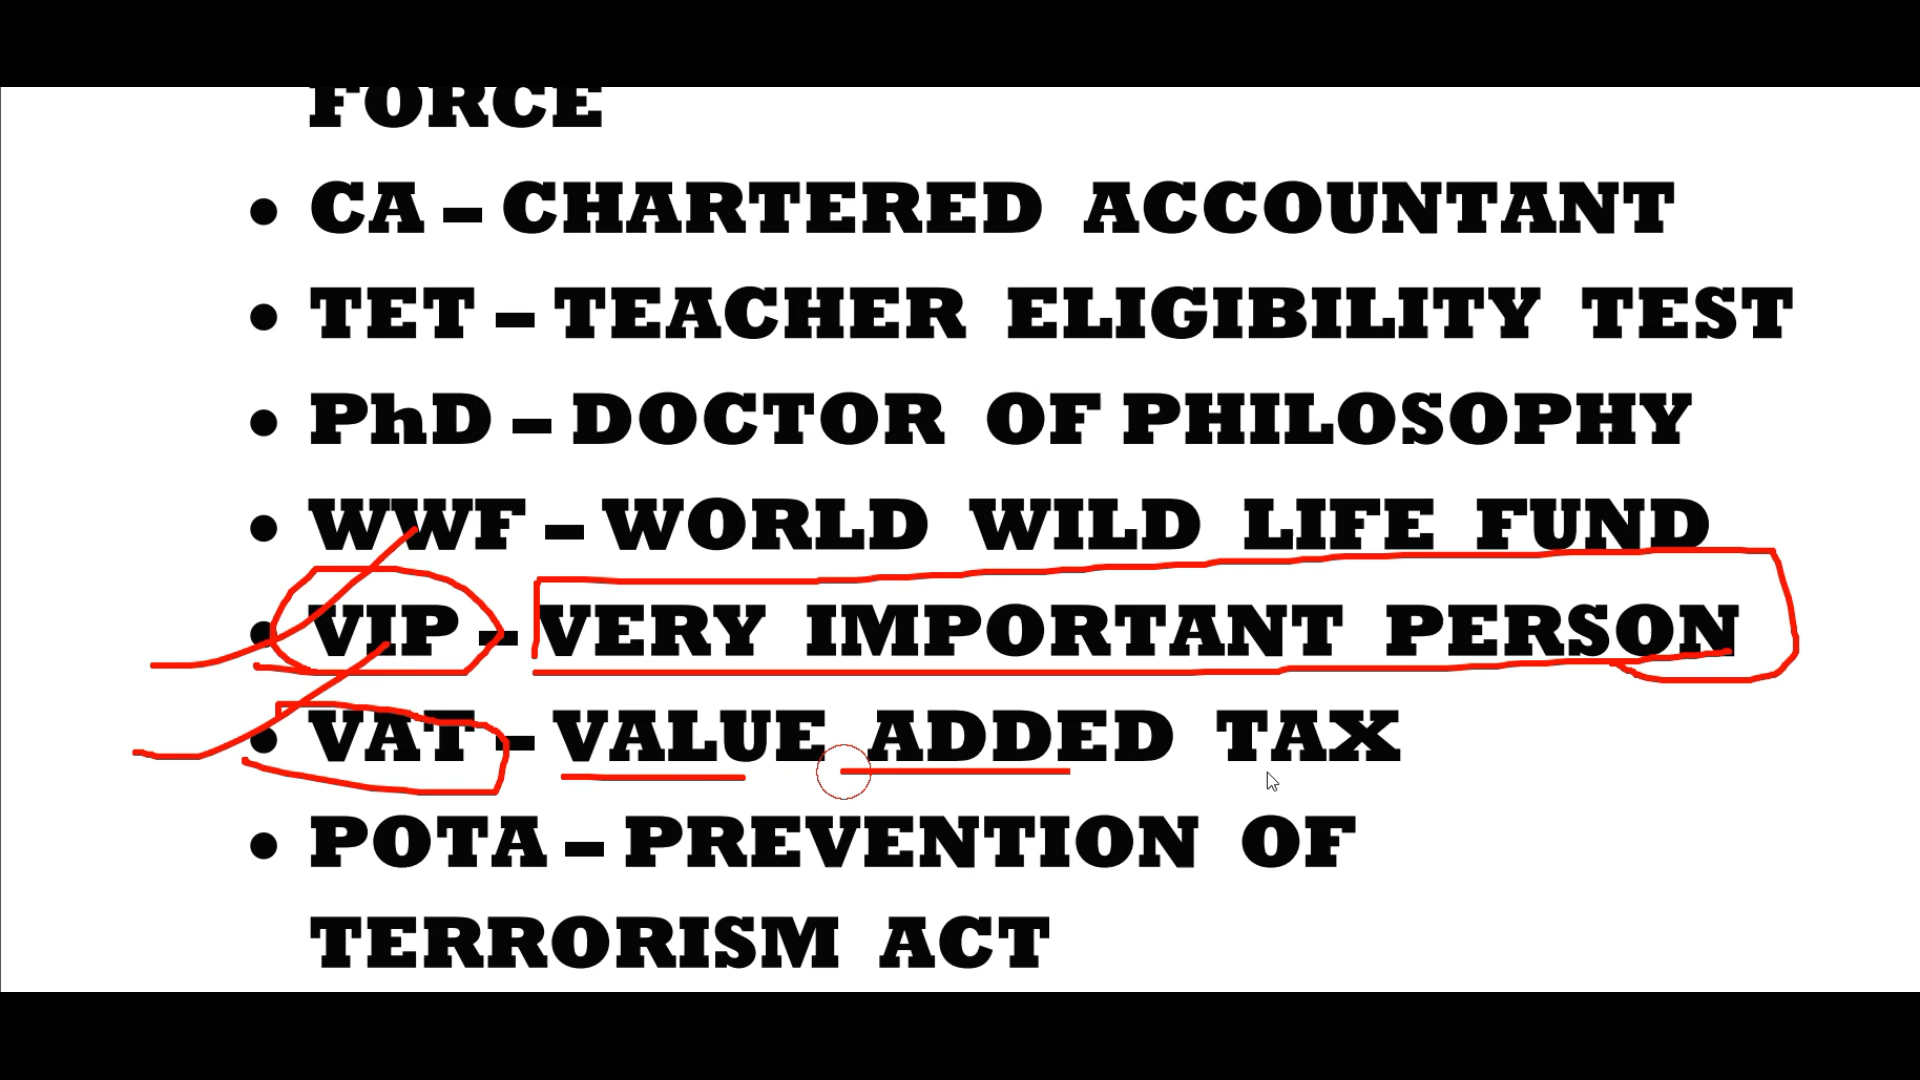 FORCE
• CA – CHARTERED ACCOUNTANT
• TET – TEACHER ELIGIBILITY TEST
• PhD – DOCTOR OF PHILOSOPHY
• WWF – WORLD WILD LIFE FUND
• VIP – VERY IMPORTANT PERSON
• VAT – VALUE ADDED TAX
• POTA – PREVENTION OF
TERRORISM ACT